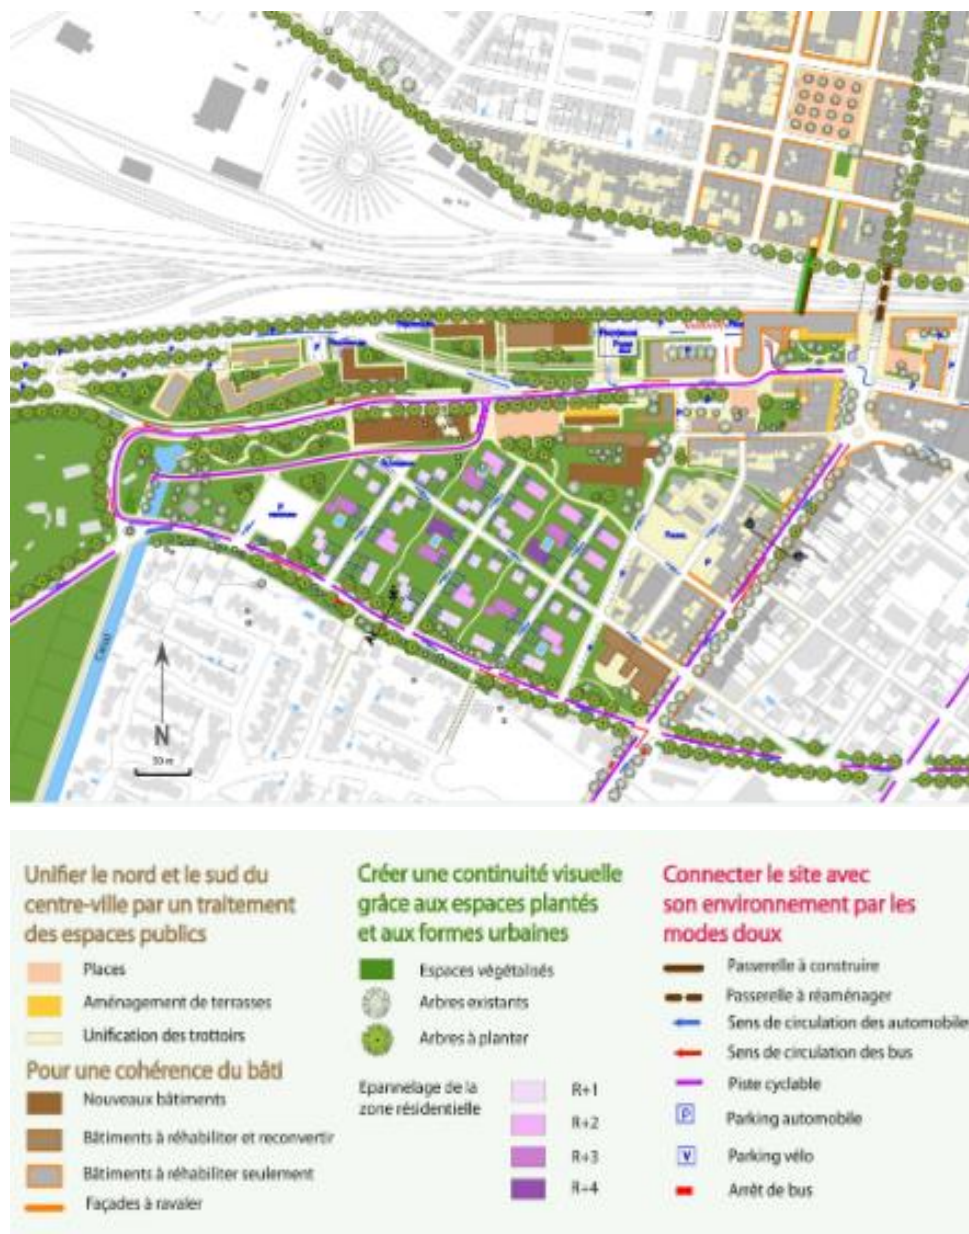 N
50 m
Unifier le nord et le sud du
centre-ville par un traitement
des espaces publics
Places
Aménagement de terrasses
Unification des trottoirs
Pour une cohérence du bâti
Nouveaux bâtiments
Bâtiments à réhabiliter et reconvertir
Bâtiments à réhabiliter seulement
Façades à ravaler
Créer une continuité visuelle
grâce aux espaces plantés
et aux formes urbaines
Espaces végétalisés
Arbres existants
Arbres à planter
Epannelage de la
zone résidentielle
R+1
R+2
R+3
R+4
Connecter le site avec
son environnement par les
modes doux
Passerelle à construire
Passerelle à réaménager
Sens de circulation des automobile
Sens de circulation des bus
Piste cyclable
P
Parking automobile
V
Parking vélo
Arrêt de bus